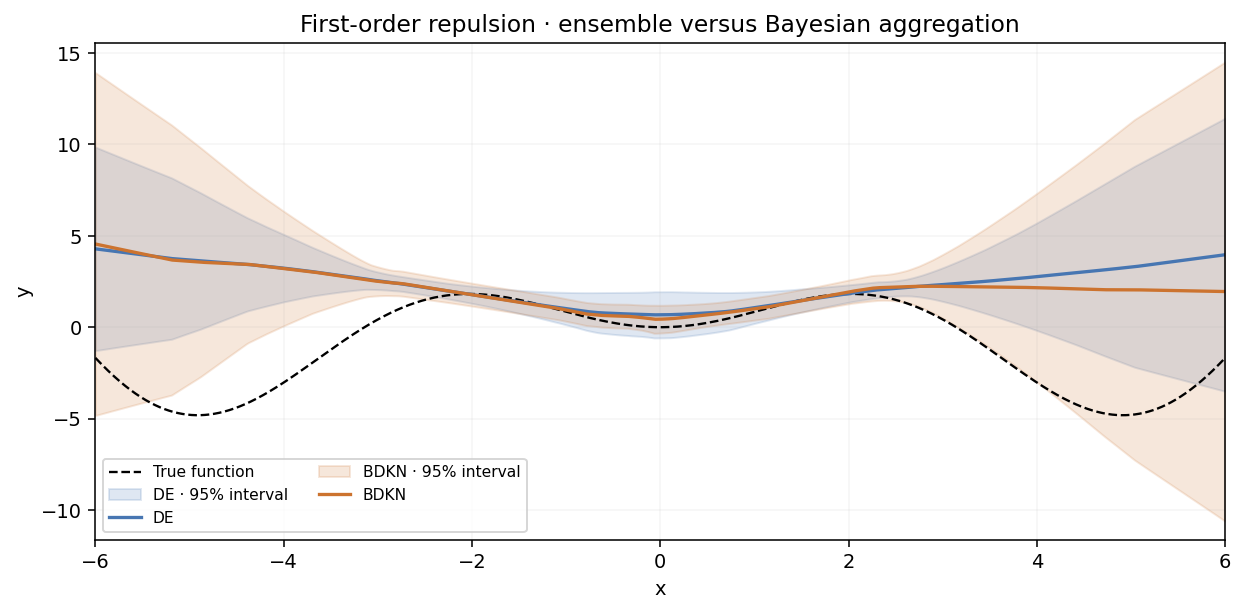 First-order repulsion · ensemble versus Bayesian aggregation
15
10
5
0
−5
−10
y
True function
DE · 95% interval
DE
BDKN · 95% interval
BDKN
−6
−4
−2
0
2
4
6
x